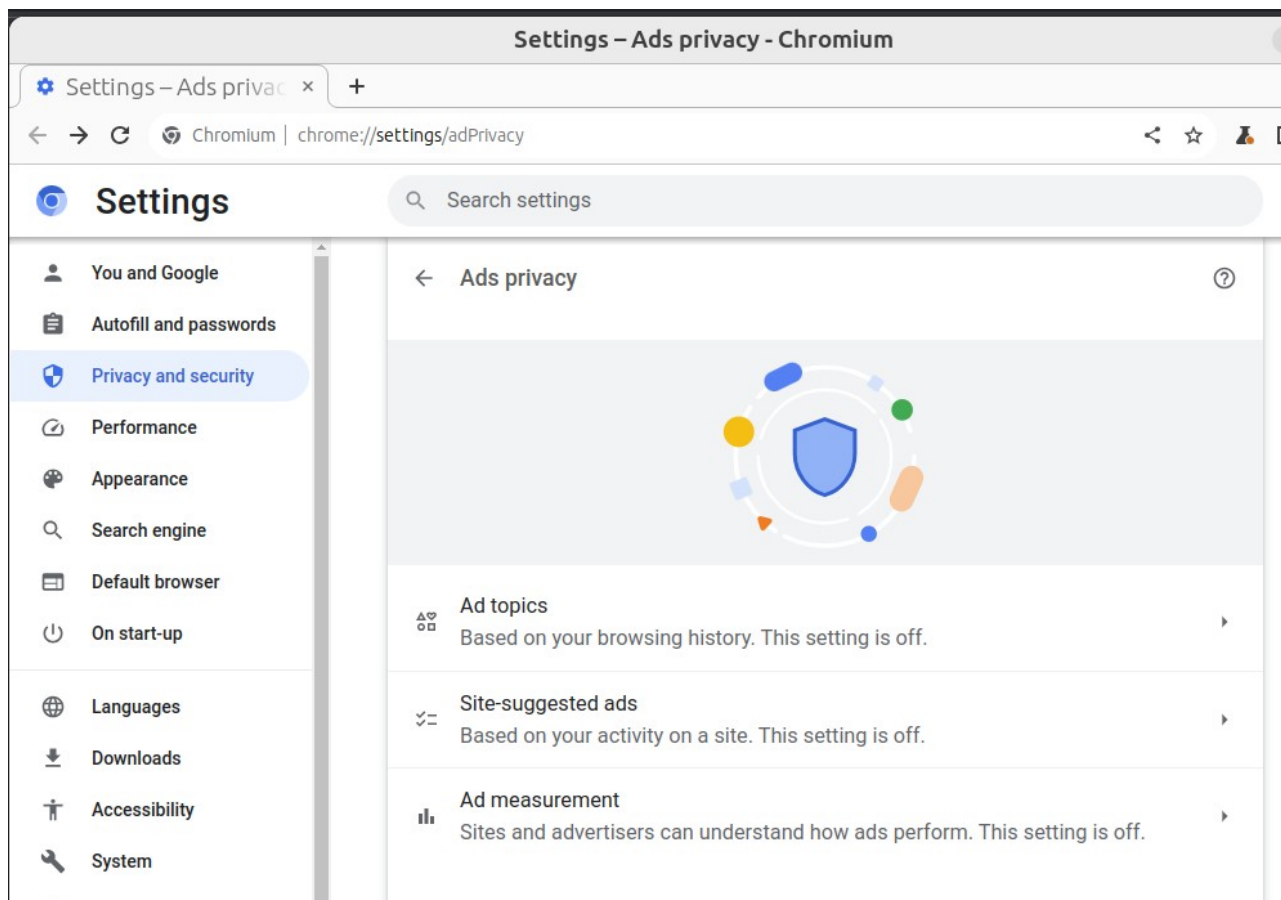 Settings – Ads privacy - Chromium
Settings – Ads privac
Chromium | chrome://settings/adPrivacy
Settings
Search settings
You and Google
Autofill and passwords
Privacy and security
Performance
Appearance
Search engine
Default browser
On start-up
Languages
Downloads
Accessibility
System
Ads privacy
Ad topics
Based on your browsing history. This setting is off.
Site-suggested ads
Based on your activity on a site. This setting is off.
Ad measurement
Sites and advertisers can understand how ads perform. This setting is off.